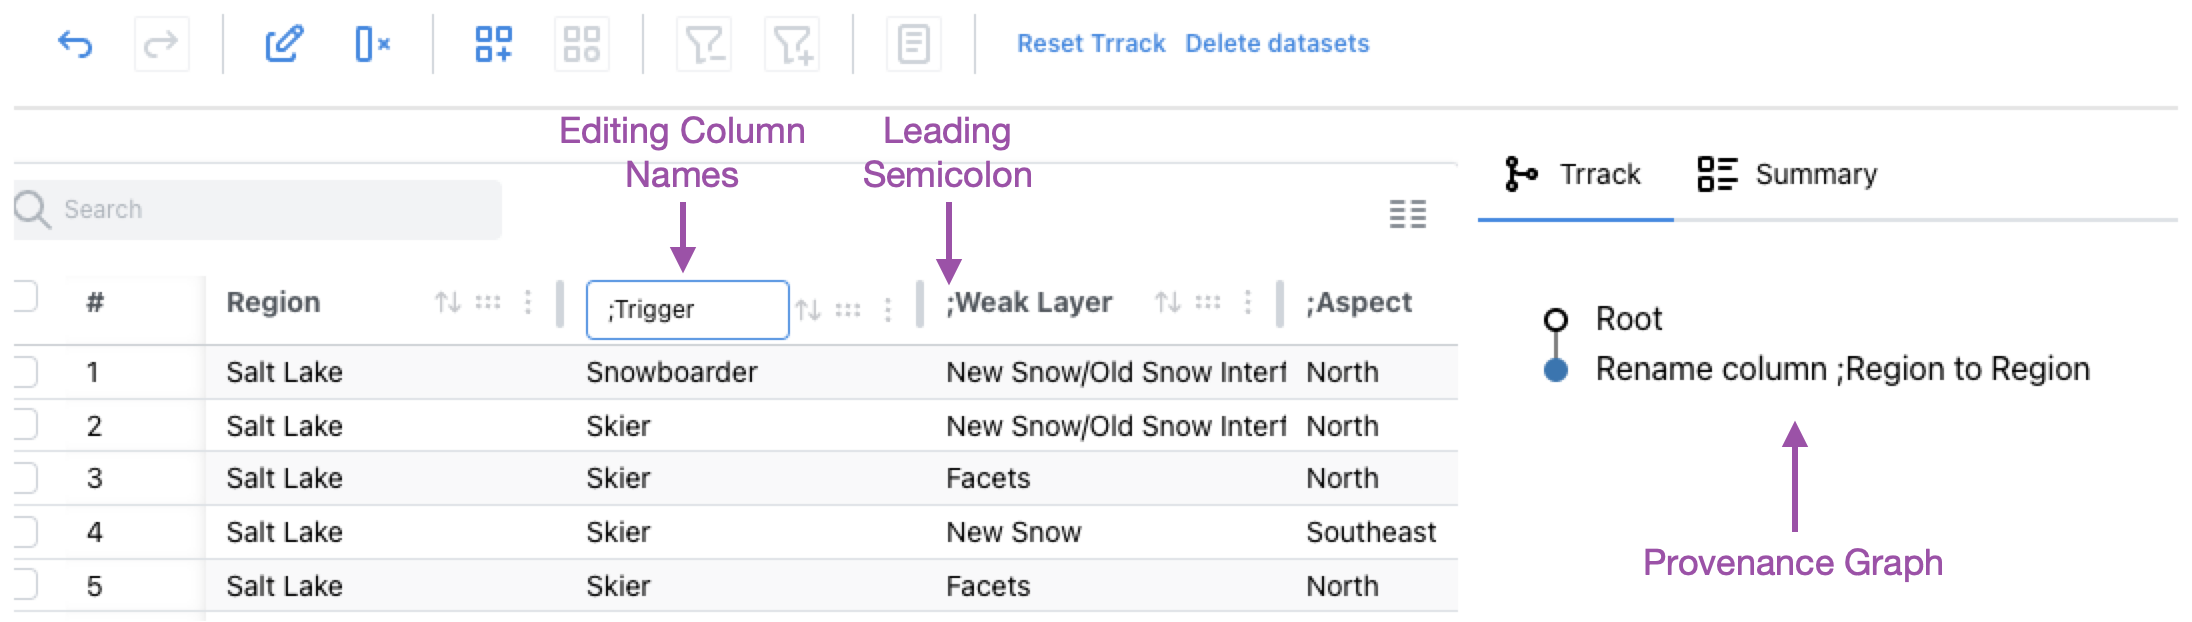 Reset Trrack Delete datasets
Editing Column
Names
Leading
Semicolon
Trrack Summary
Search
# Region ;Trigger ;Weak Layer ;Aspect
1 Salt Lake Snowboarder New Snow/Old Snow Interf North
2 Salt Lake Skier New Snow/Old Snow Interf North
3 Salt Lake Skier Facets North
4 Salt Lake Skier New Snow Southeast
5 Salt Lake Skier Facets North
Root
Rename column ;Region to Region
Provenance Graph